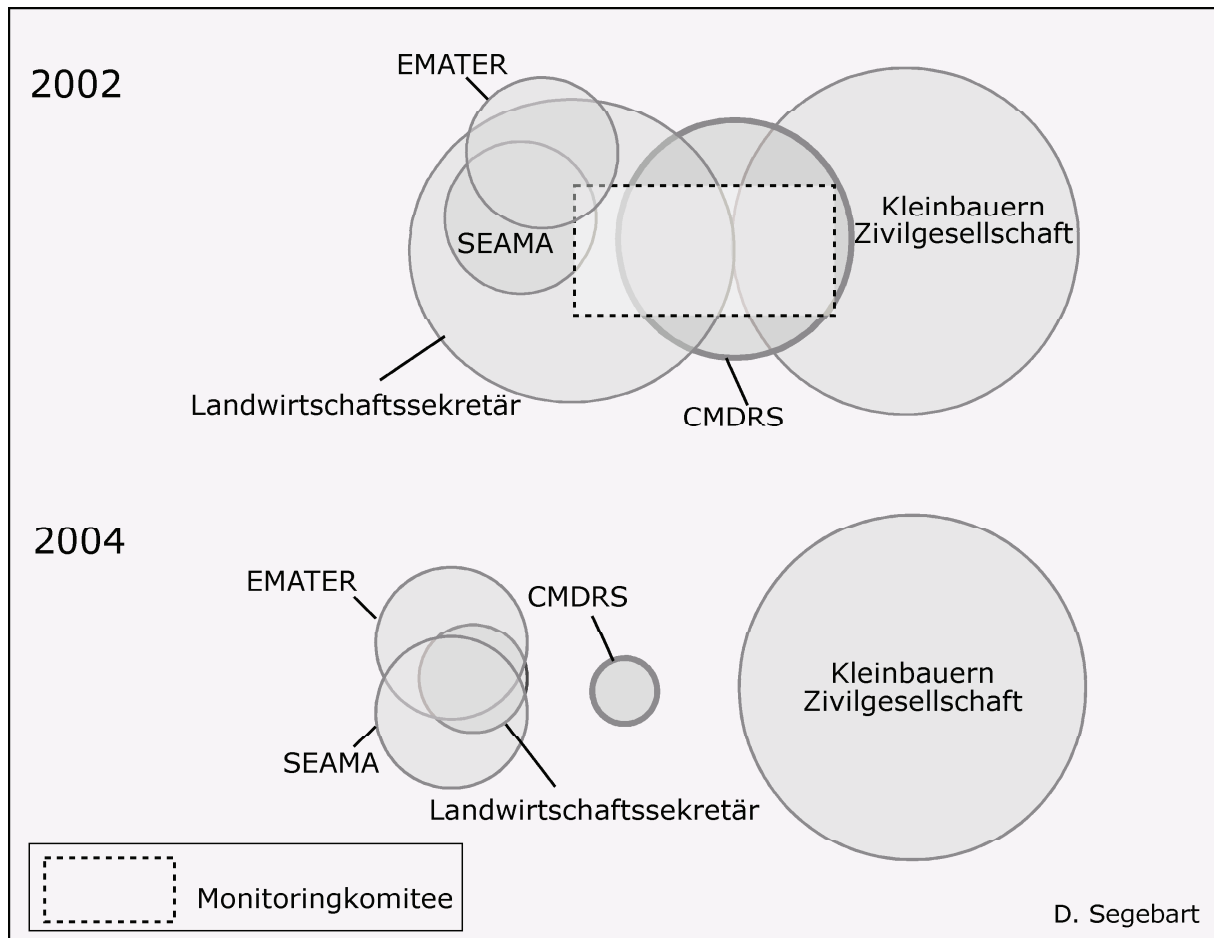 2002
EMATER
SEAMA
Kleinbauern
Zivilgesellschaft
Landwirtschaftssekretär
CMDRS
2004
EMATER
CMDRS
Kleinbauern
Zivilgesellschaft
SEAMA
Landwirtschaftssekretär
Monitoringkomitee
D. Segebart